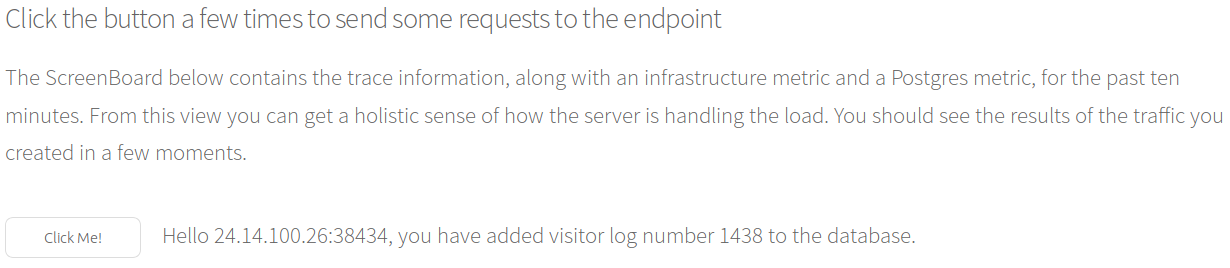 Click the button a few times to send some requests to the endpoint
The ScreenBoard below contains the trace information, along with an infrastructure metric and a Postgres metric, for the past ten
minutes. From this view you can get a holistic sense of how the server is handling the load. You should see the results of the traffic you
created in a few moments.
Click Me! Hello 24.14.100.26:38434, you have added visitor log number 1438 to the database.